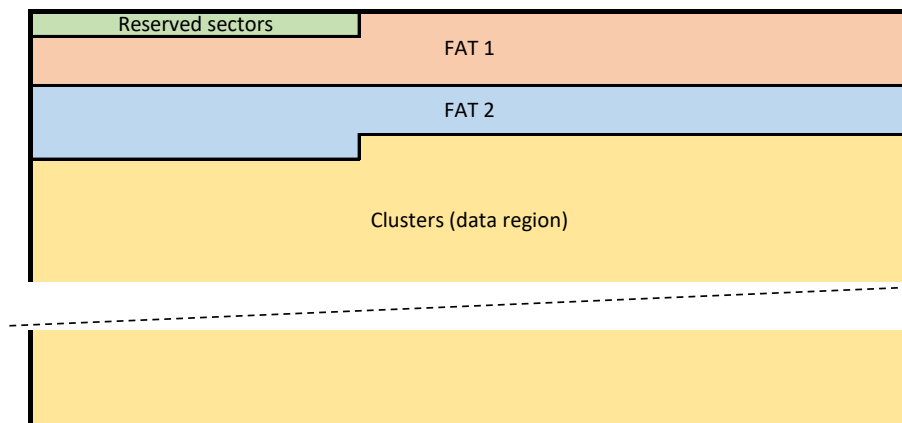 Reserved sectors
FAT 1
FAT 2
Clusters (data region)